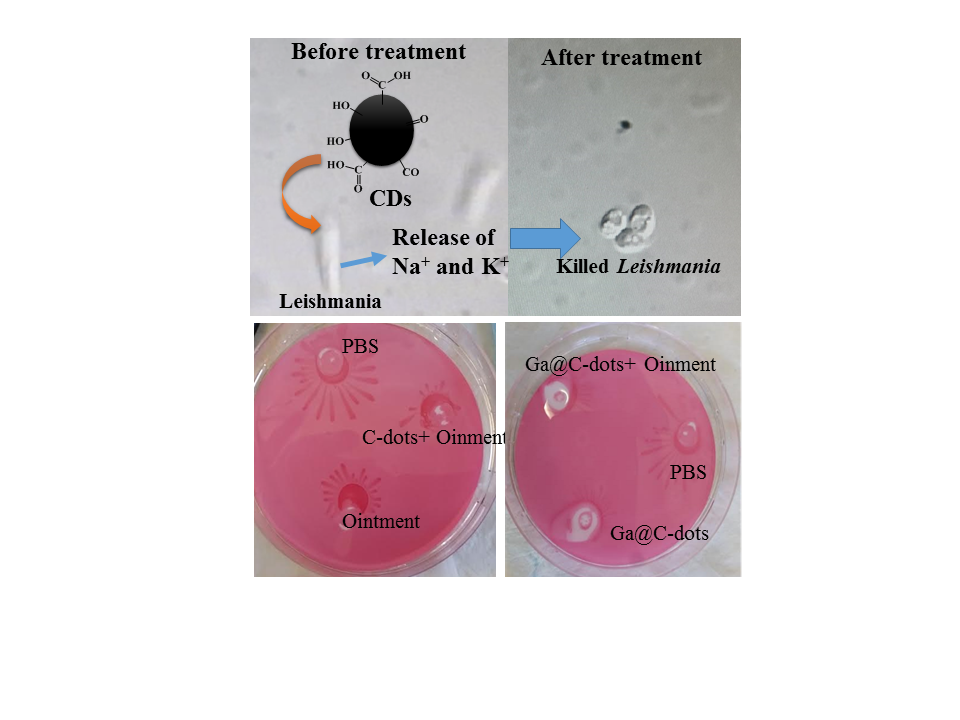 Before treatment
After treatment
O
OH
C
HO
O
HO
HO
C
CO
O
CDs
Release of
Na⁺ and K⁺
Leishmania
Killed Leishmania
PBS
C-dots+ Oinment
Ointment
Ga@C-dots+ Oinment
PBS
Ga@C-dots